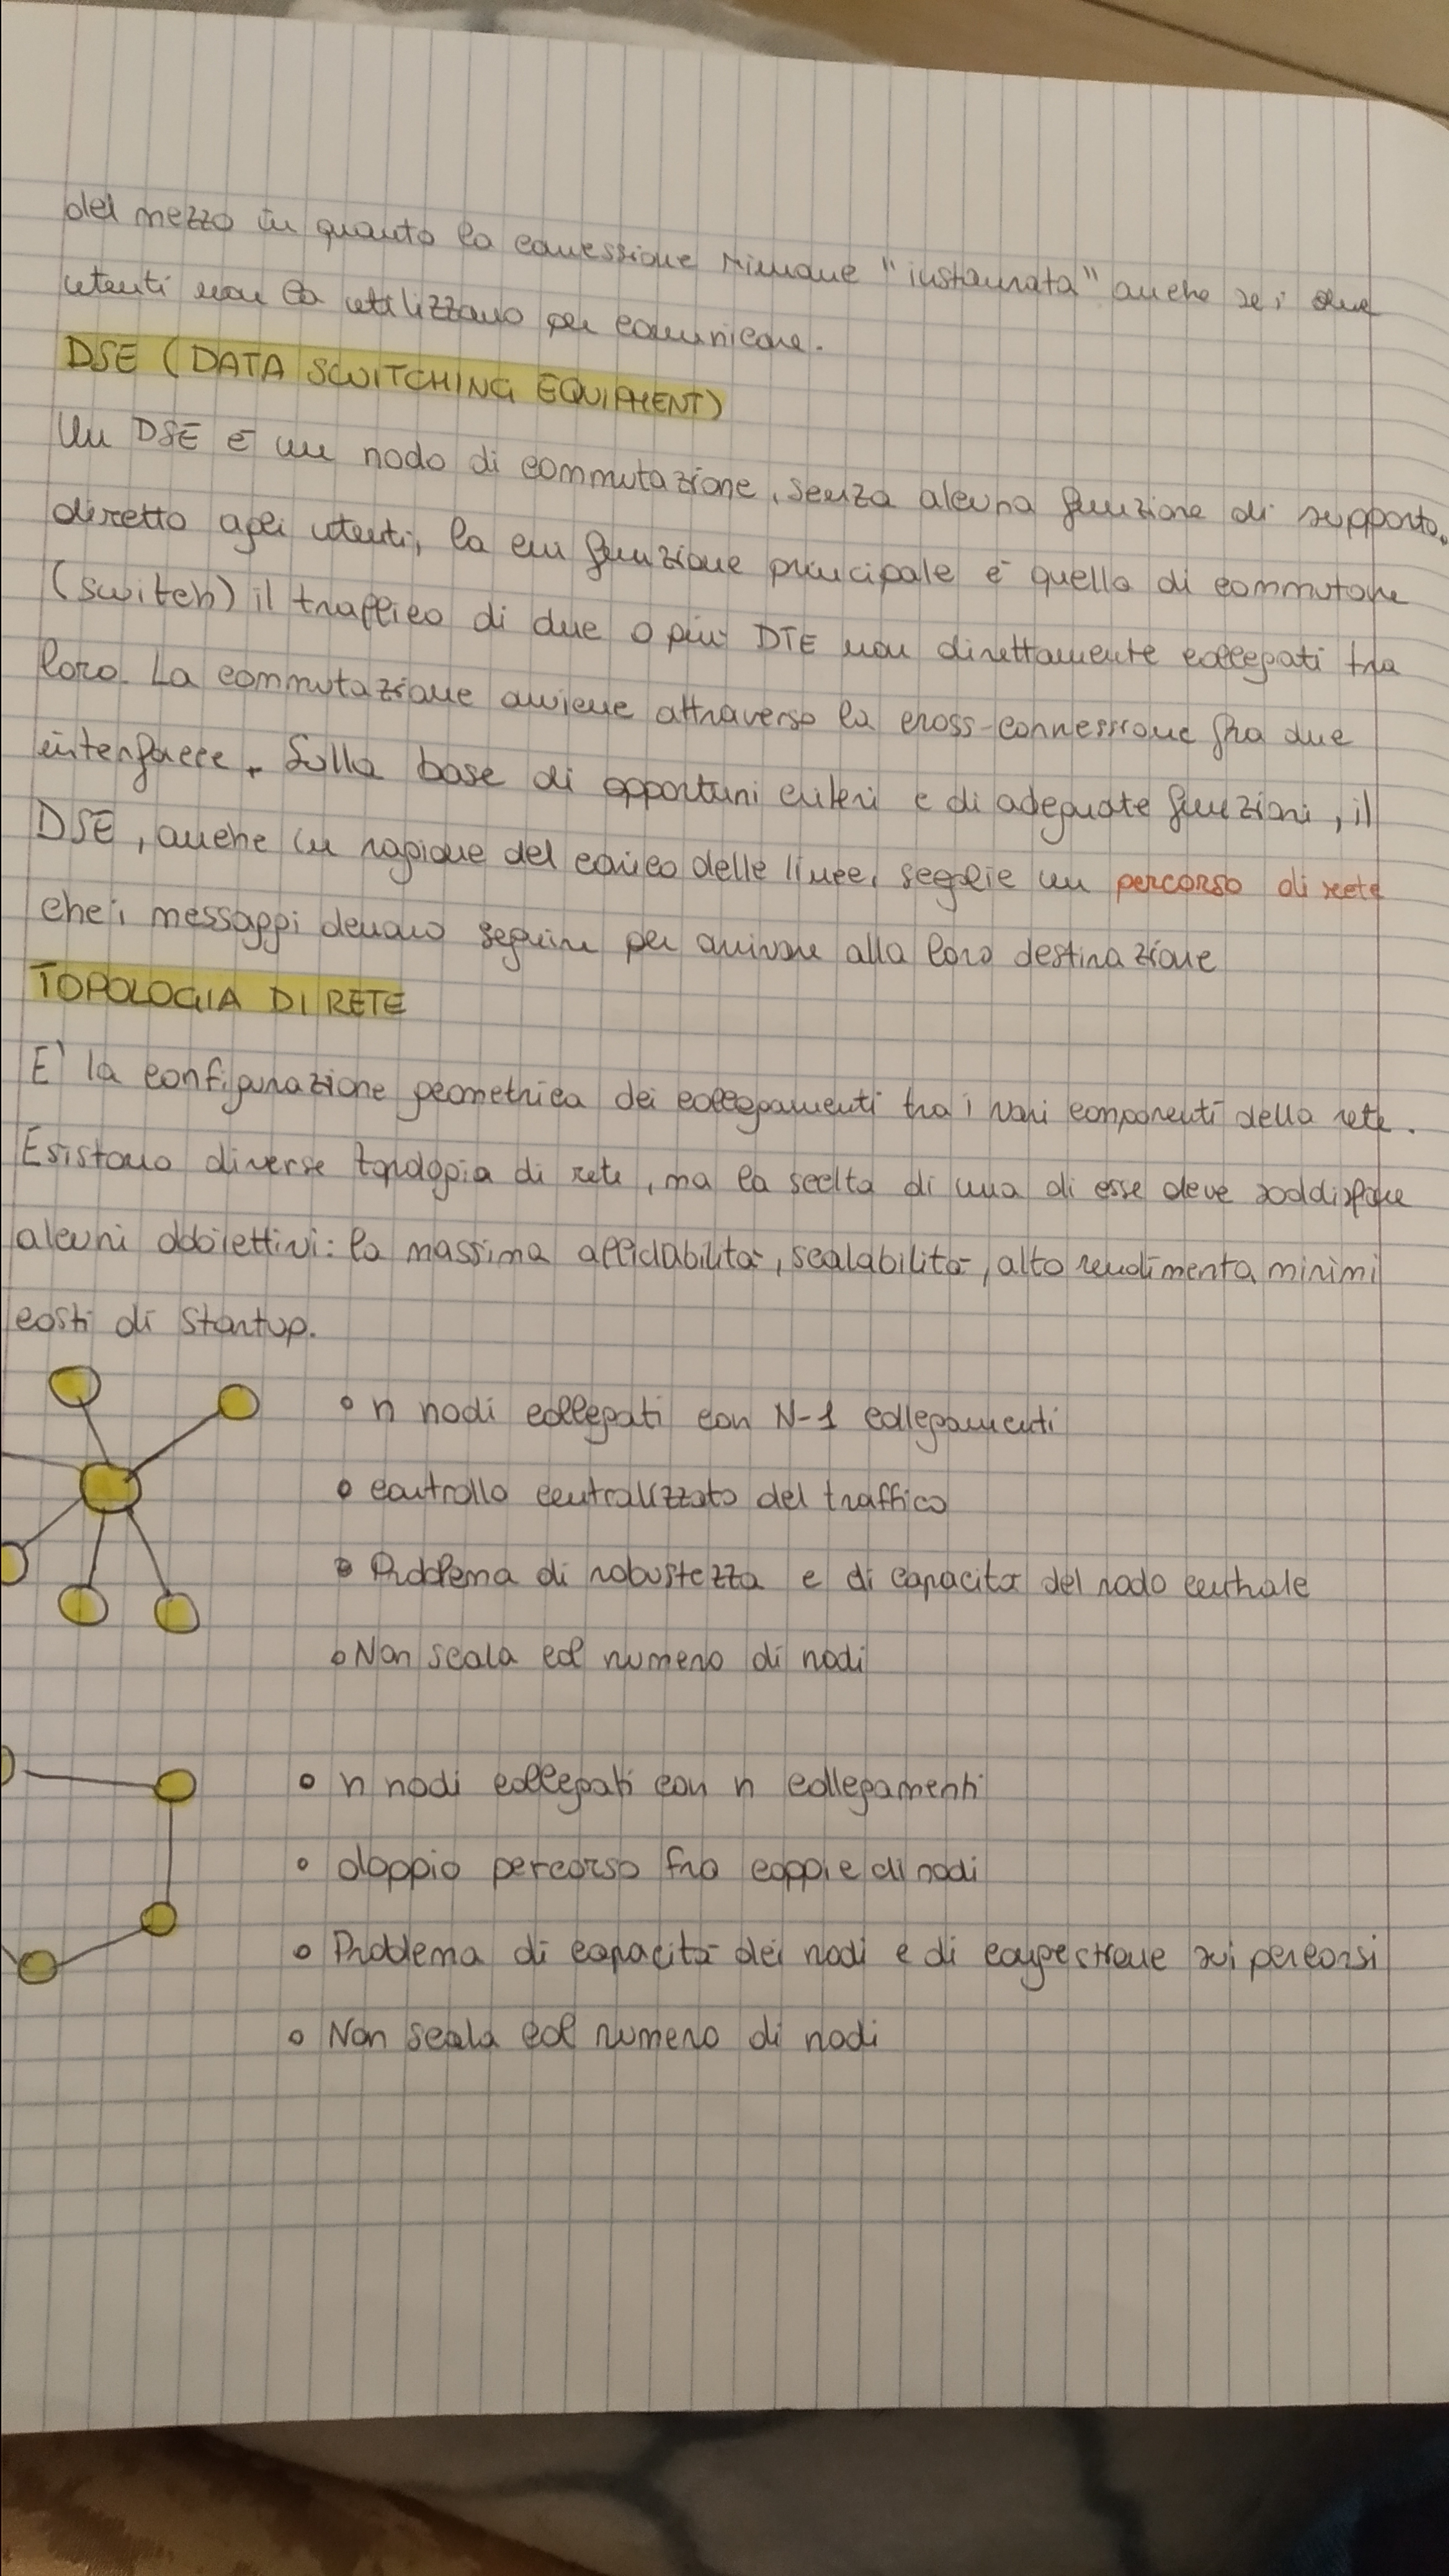 del mezzo in quanto la connessione rimane "instaurata" anche se i due
utenti non la utilizzano per comunicare.
DSE (DATA SWITCHING EQUIPMENT)
Un DSE è un nodo di commutazione, senza alcuna funzione di supporto
diretto agli utenti, la cui funzione principale è quella di commutare
(switch) il traffico di due o più DTE non direttamente collegati tra
loro. La commutazione avviene attraverso la cross-connessione fra due
interfacce. Sulla base di opportuni criteri e di adeguate funzioni, il
DSE, anche in ragione del carico delle linee, seglie un percorso di rete
che i messaggi devono seguire per arrivare alla loro destinazione
TOPOLOGIA DI RETE
E' la configurazione geometrica dei collegamenti tra i vari componenti della rete.
Esistono diverse topologia di rete, ma la scelta di una di esse deve soddisfare
alcuni obbiettivi: la massima affidabilità, scalabilità, alto rendimento, minimi
costi di startup.
n nodi collegati con N-1 collegamenti
controllo centralizzato del traffico
Problema di robustezza e di capacità del nodo centrale
Non scala col numero di nodi
n nodi collegati con n collegamenti
doppio percorso fra coppie di nodi
Problema di capacità dei nodi e di congestione sui percorsi
Non scala col numero di nodi